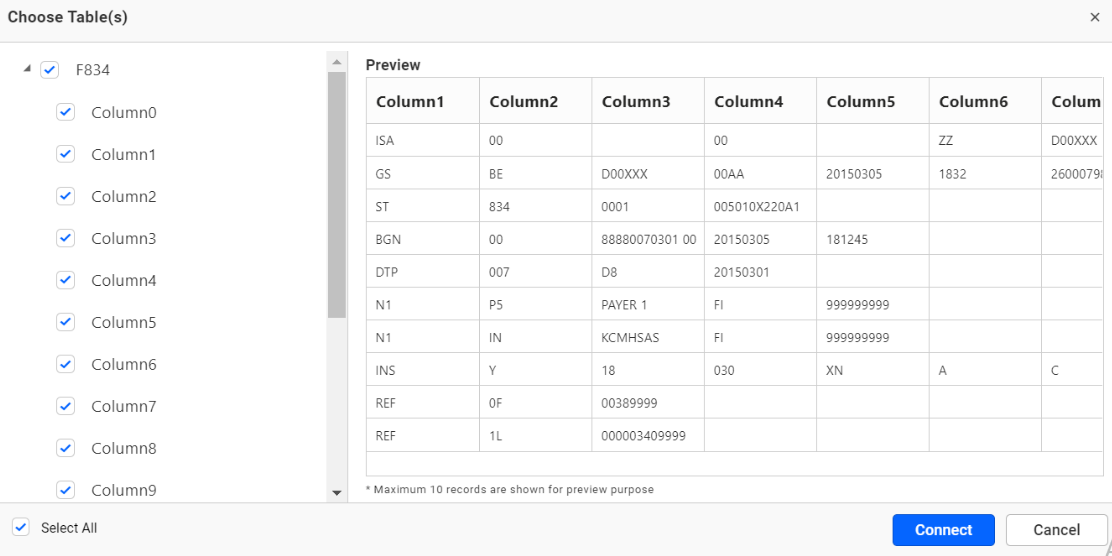 Choose Table(s)
F834
Column0
Column1
Column2
Column3
Column4
Column5
Column6
Column7
Column8
Column9
Preview
Column1 Column2 Column3 Column4 Column5 Column6 Colum
ISA 00 00 ZZ D00XXX
GS BE D00XXX 00AA 20150305 1832 2600079
ST 834 0001 005010X220A1
BGN 00 88880070301 00 20150305 181245
DTP 007 D8 20150301
N1 P5 PAYER 1 FI 999999999
N1 IN KCMHSAS FI 999999999
INS Y 18 030 XN A C
REF 0F 00389999
REF 1L 000003409999
* Maximum 10 records are shown for preview purpose
Select All
Connect Cancel